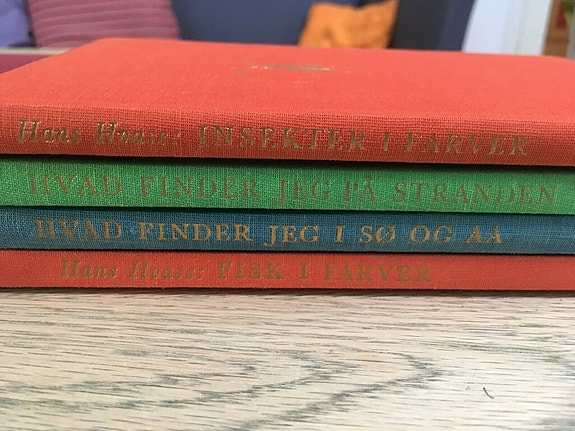 Hans Hvass: INSEKTER I FARVER
HVAD FINDER JEG PÅ STRANDEN
HVAD FINDER JEG I SØ OG AA
Hans Hvass: FISK I FARVER